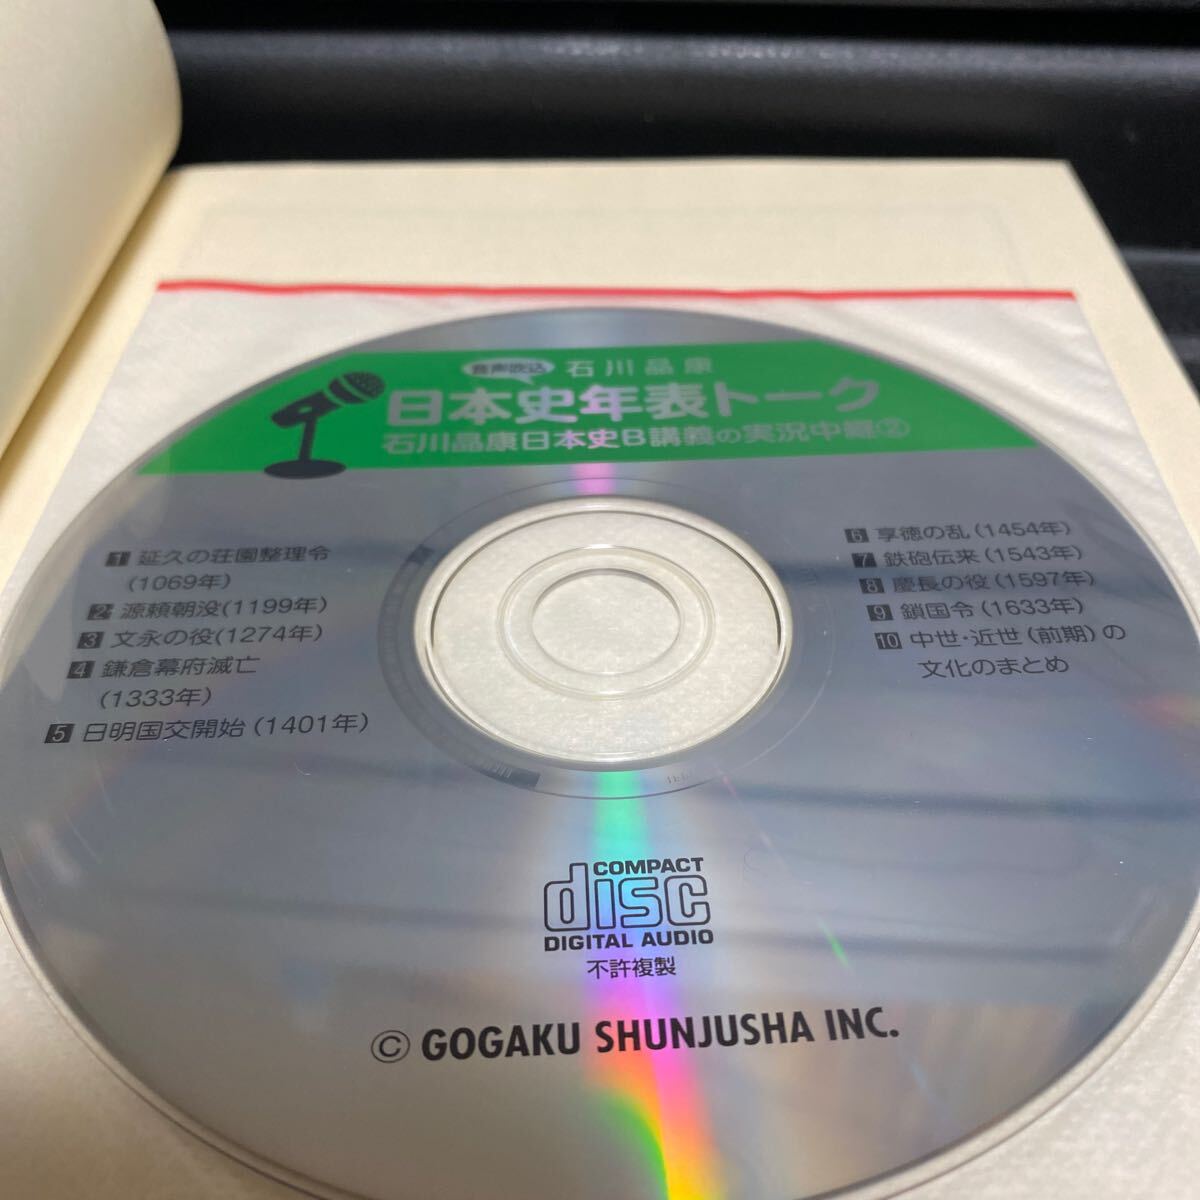 音声吹込 石川晶康
日本史年表トーク
石川晶康日本史B講義の実況中継②
1 延久の荘園整理令
(1069年)
2 源頼朝没(1199年)
3 文永の役(1274年)
4 鎌倉幕府滅亡
(1333年)
5 日明国交開始(1401年)
6 享徳の乱(1454年)
7 鉄砲伝来(1543年)
8 慶長の役(1597年)
9 鎖国令(1633年)
10 中世・近世(前期)の
文化のまとめ
COMPACT
disc
DIGITAL AUDIO
不許複製
© GOGAKU SHUNJUSHA INC.